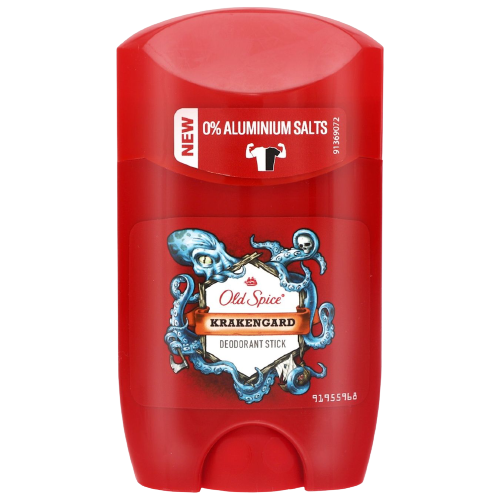 NEW
0% ALUMINIUM SALTS
91369072
Old Spice®
KRAKENGARD
DEODORANT STICK
91955968